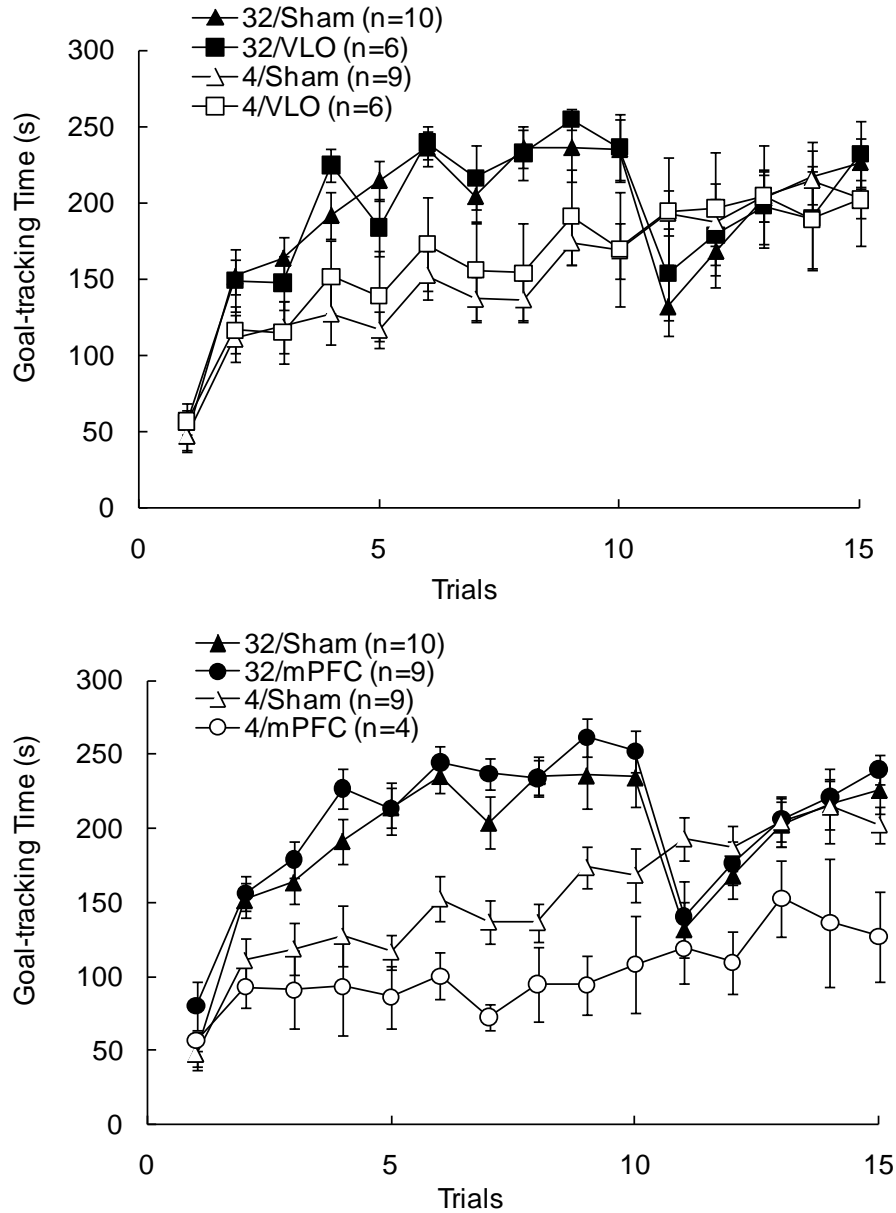 32/Sham (n=10)
32/VLO (n=6)
4/Sham (n=9)
4/VLO (n=6)
300
250
200
150
100
50
0
Goal-tracking Time (s)
0 5 10 15
Trials
32/Sham (n=10)
32/mPFC (n=9)
4/Sham (n=9)
4/mPFC (n=4)
300
250
200
150
100
50
0
Goal-tracking Time (s)
0 5 10 15
Trials